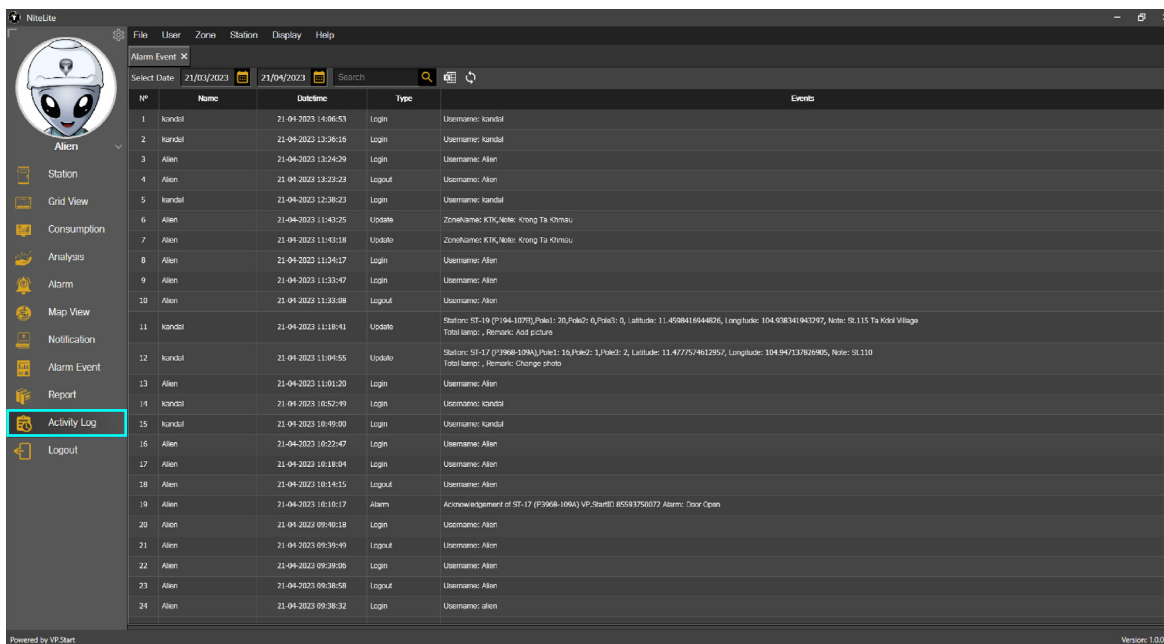 NiteLite
File User Zone Station Display Help
Alarm Event ✕
Select Date 21/03/2023 21/04/2023 Search
Nº Name Datetime Type Events
1 kandal 21-04-2023 14:06:53 Login Username: kandal
2 kandal 21-04-2023 13:36:16 Login Username: kandal
3 Alien 21-04-2023 13:24:29 Login Username: Alien
4 Alien 21-04-2023 13:23:23 Logout Username: Alien
5 kandal 21-04-2023 12:38:23 Login Username: kandal
6 Alien 21-04-2023 11:43:25 Update ZoneName: KTK,Note: Krong Ta Khmau
7 Alien 21-04-2023 11:43:18 Update ZoneName: KTK,Note: Krong Ta Khmau
8 Alien 21-04-2023 11:34:17 Login Username: Alien
9 Alien 21-04-2023 11:33:47 Login Username: Alien
10 Alien 21-04-2023 11:33:08 Logout Username: Alien
11 kandal 21-04-2023 11:18:41 Update Station: ST-19 (P194-107B),Pole1: 20,Pole2: 0,Pole3: 0, Latitude: 11.4598416944826, Longitude: 104.938341943297, Note: St.115 Ta Kdol Village
Total lamp: , Remark: Add picture
12 kandal 21-04-2023 11:04:55 Update Station: ST-17 (P3968-109A),Pole1: 16,Pole2: 1,Pole3: 2, Latitude: 11.4777574612957, Longitude: 104.947137826905, Note: St.110
Total lamp: , Remark: Change photo
13 Alien 21-04-2023 11:01:20 Login Username: Alien
14 kandal 21-04-2023 10:52:49 Login Username: kandal
15 kandal 21-04-2023 10:49:00 Login Username: kandal
16 Alien 21-04-2023 10:22:47 Login Username: Alien
17 Alien 21-04-2023 10:18:04 Login Username: Alien
18 Alien 21-04-2023 10:14:15 Logout Username: Alien
19 Alien 21-04-2023 10:10:17 Alarm Acknowledgement of ST-17 (P3968-109A) VP.StartID 85593750072 Alarm: Door Open
20 Alien 21-04-2023 09:40:18 Login Username: Alien
21 Alien 21-04-2023 09:39:49 Logout Username: Alien
22 Alien 21-04-2023 09:39:06 Login Username: Alien
23 Alien 21-04-2023 09:38:58 Logout Username: Alien
24 Alien 21-04-2023 09:38:32 Login Username: alien
Alien
Station
Grid View
Consumption
Analysis
Alarm
Map View
Notification
Alarm Event
Report
Activity Log
Logout
Powered by VP.Start
Version: 1.0.0